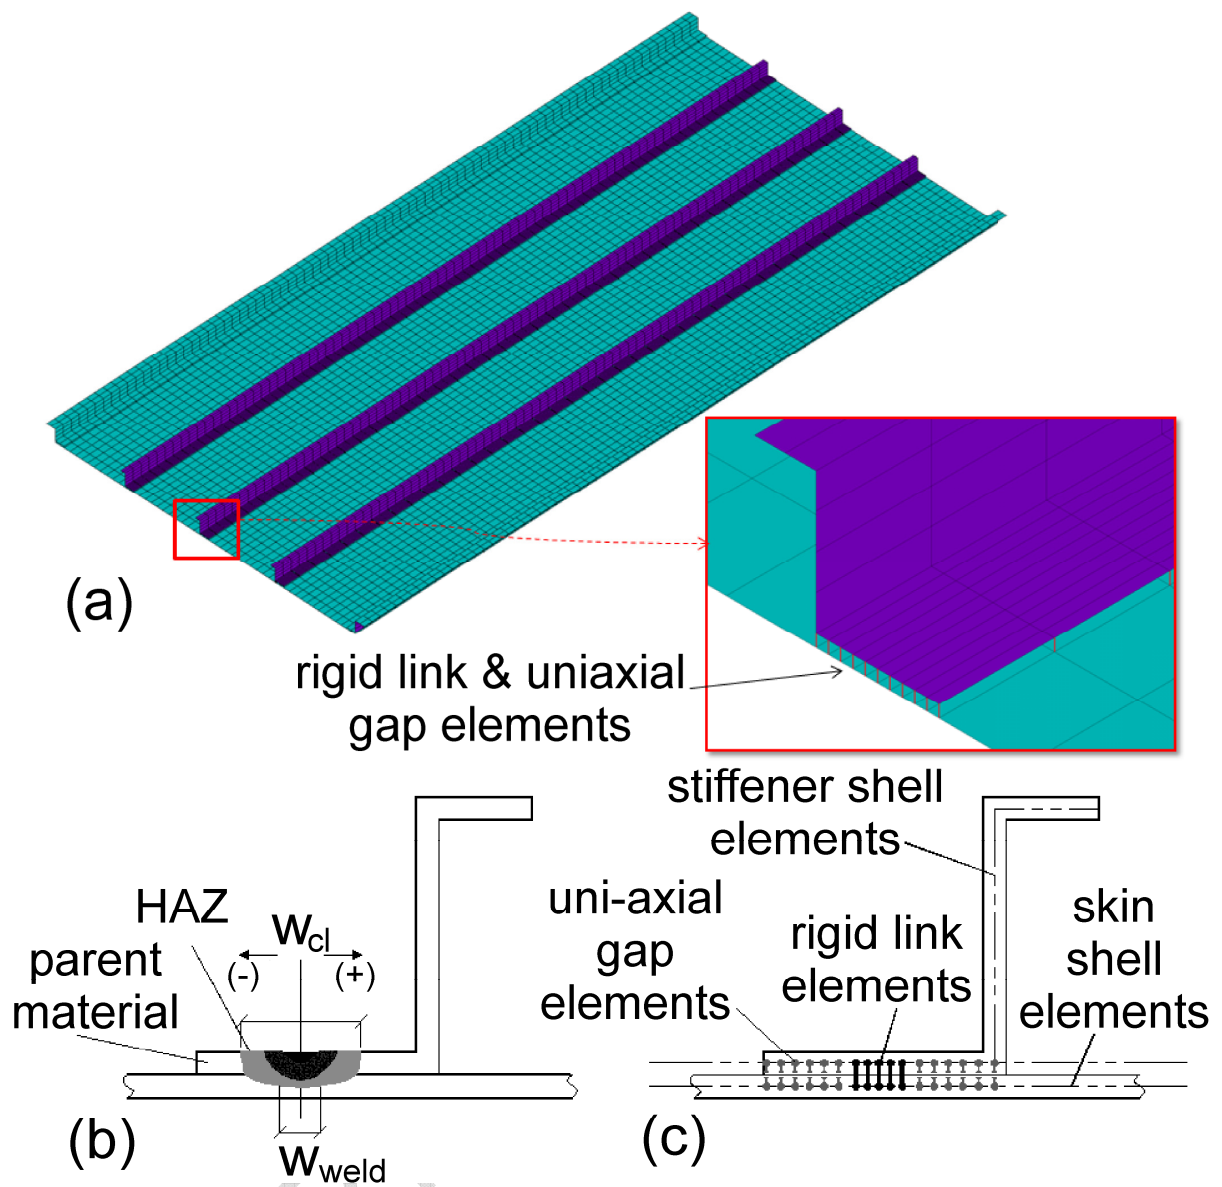 (a)
rigid link & uniaxial
gap elements
stiffener shell
elements
HAZ
W_cl
(-)
(+)
parent
material
W_weld
(b)
uni-axial
gap
elements
rigid link
elements
skin
shell
elements
(c)